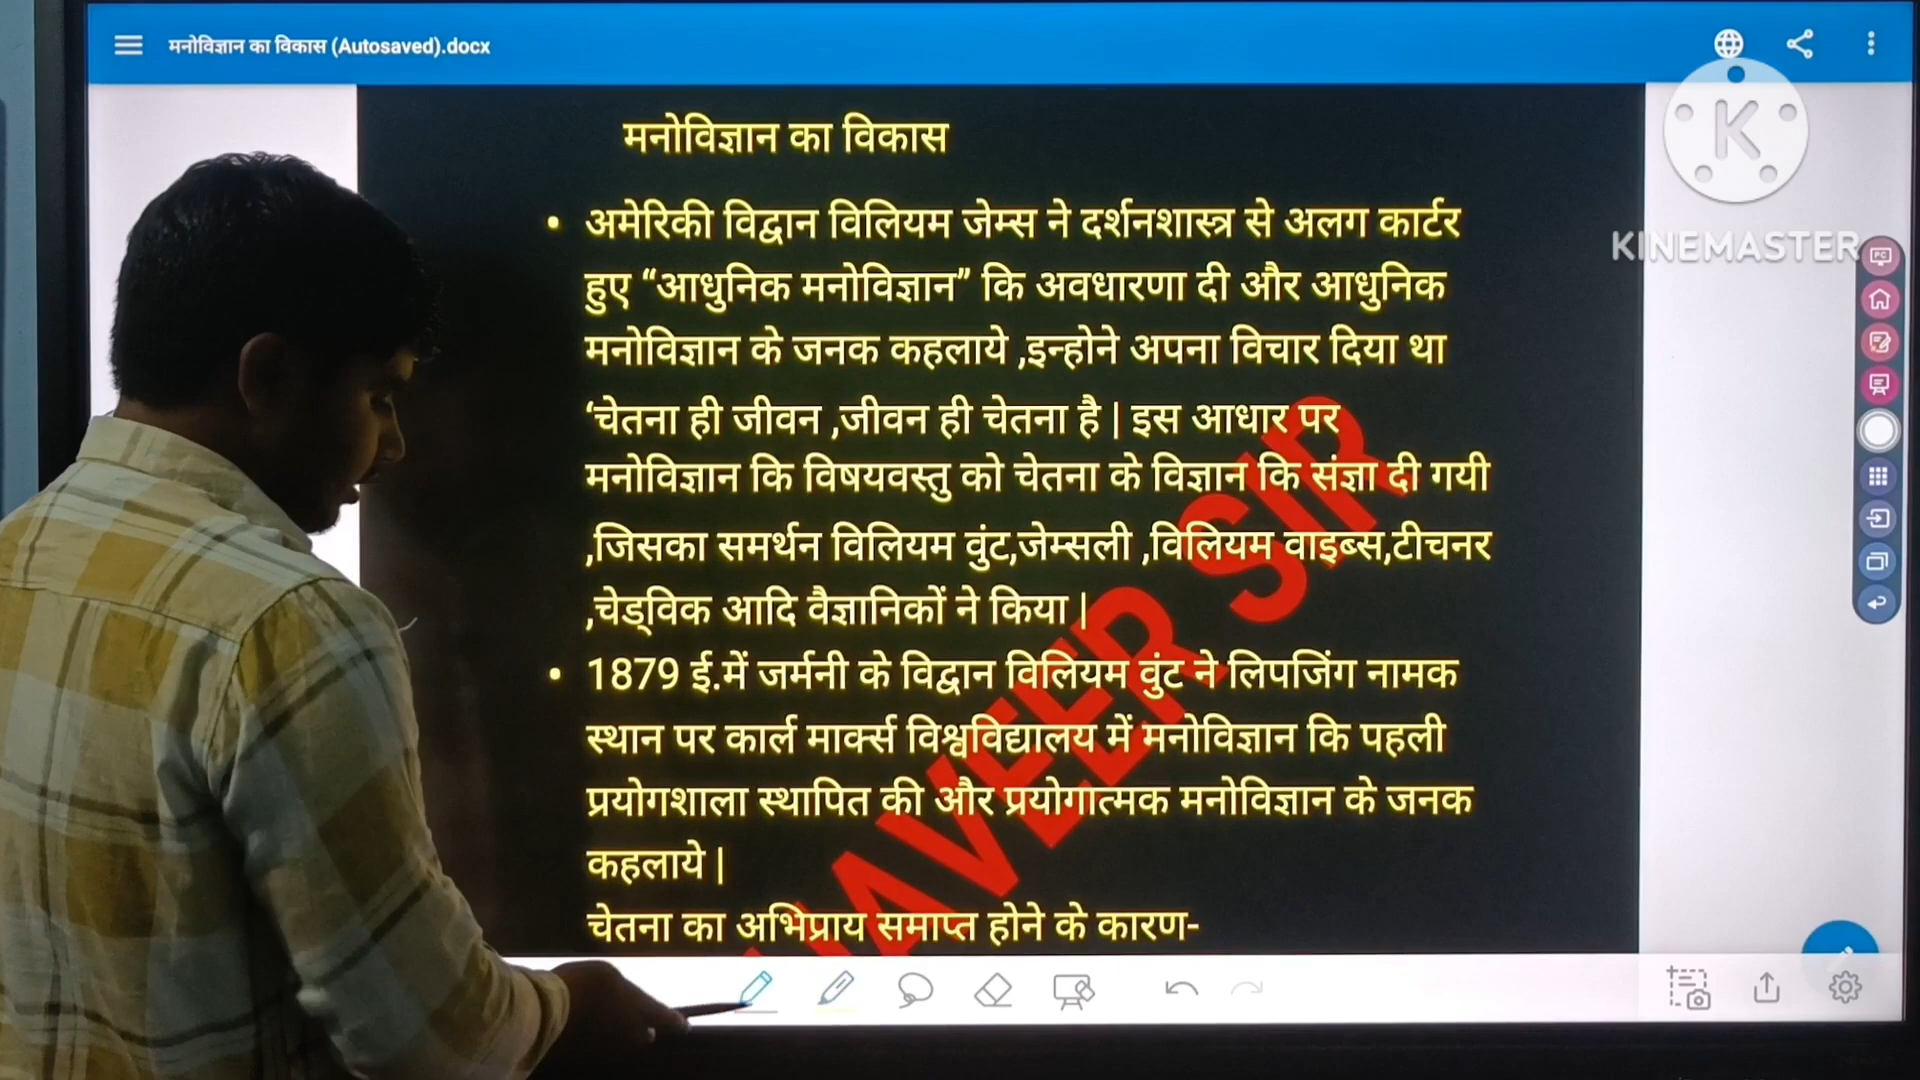 मनोविज्ञान का विकास (Autosaved).docx
मनोविज्ञान का विकास
• अमेरिकी विद्वान विलियम जेम्स ने दर्शनशास्त्र से अलग कार्टर
हुए “आधुनिक मनोविज्ञान” कि अवधारणा दी और आधुनिक
मनोविज्ञान के जनक कहलाये ,इन्होने अपना विचार दिया था
‘चेतना ही जीवन ,जीवन ही चेतना है | इस आधार पर
मनोविज्ञान कि विषयवस्तु को चेतना के विज्ञान कि संज्ञा दी गयी
,जिसका समर्थन विलियम वुंट,जेम्सली ,विलियम वाइब्स,टीचनर
,चेड्विक आदि वैज्ञानिकों ने किया |
• 1879 ई.में जर्मनी के विद्वान विलियम वुंट ने लिपजिंग नामक
स्थान पर कार्ल मार्क्स विश्वविद्यालय में मनोविज्ञान कि पहली
प्रयोगशाला स्थापित की और प्रयोगात्मक मनोविज्ञान के जनक
कहलाये |
चेतना का अभिप्राय समाप्त होने के कारण-
SIR
K
KINEMASTER
PC